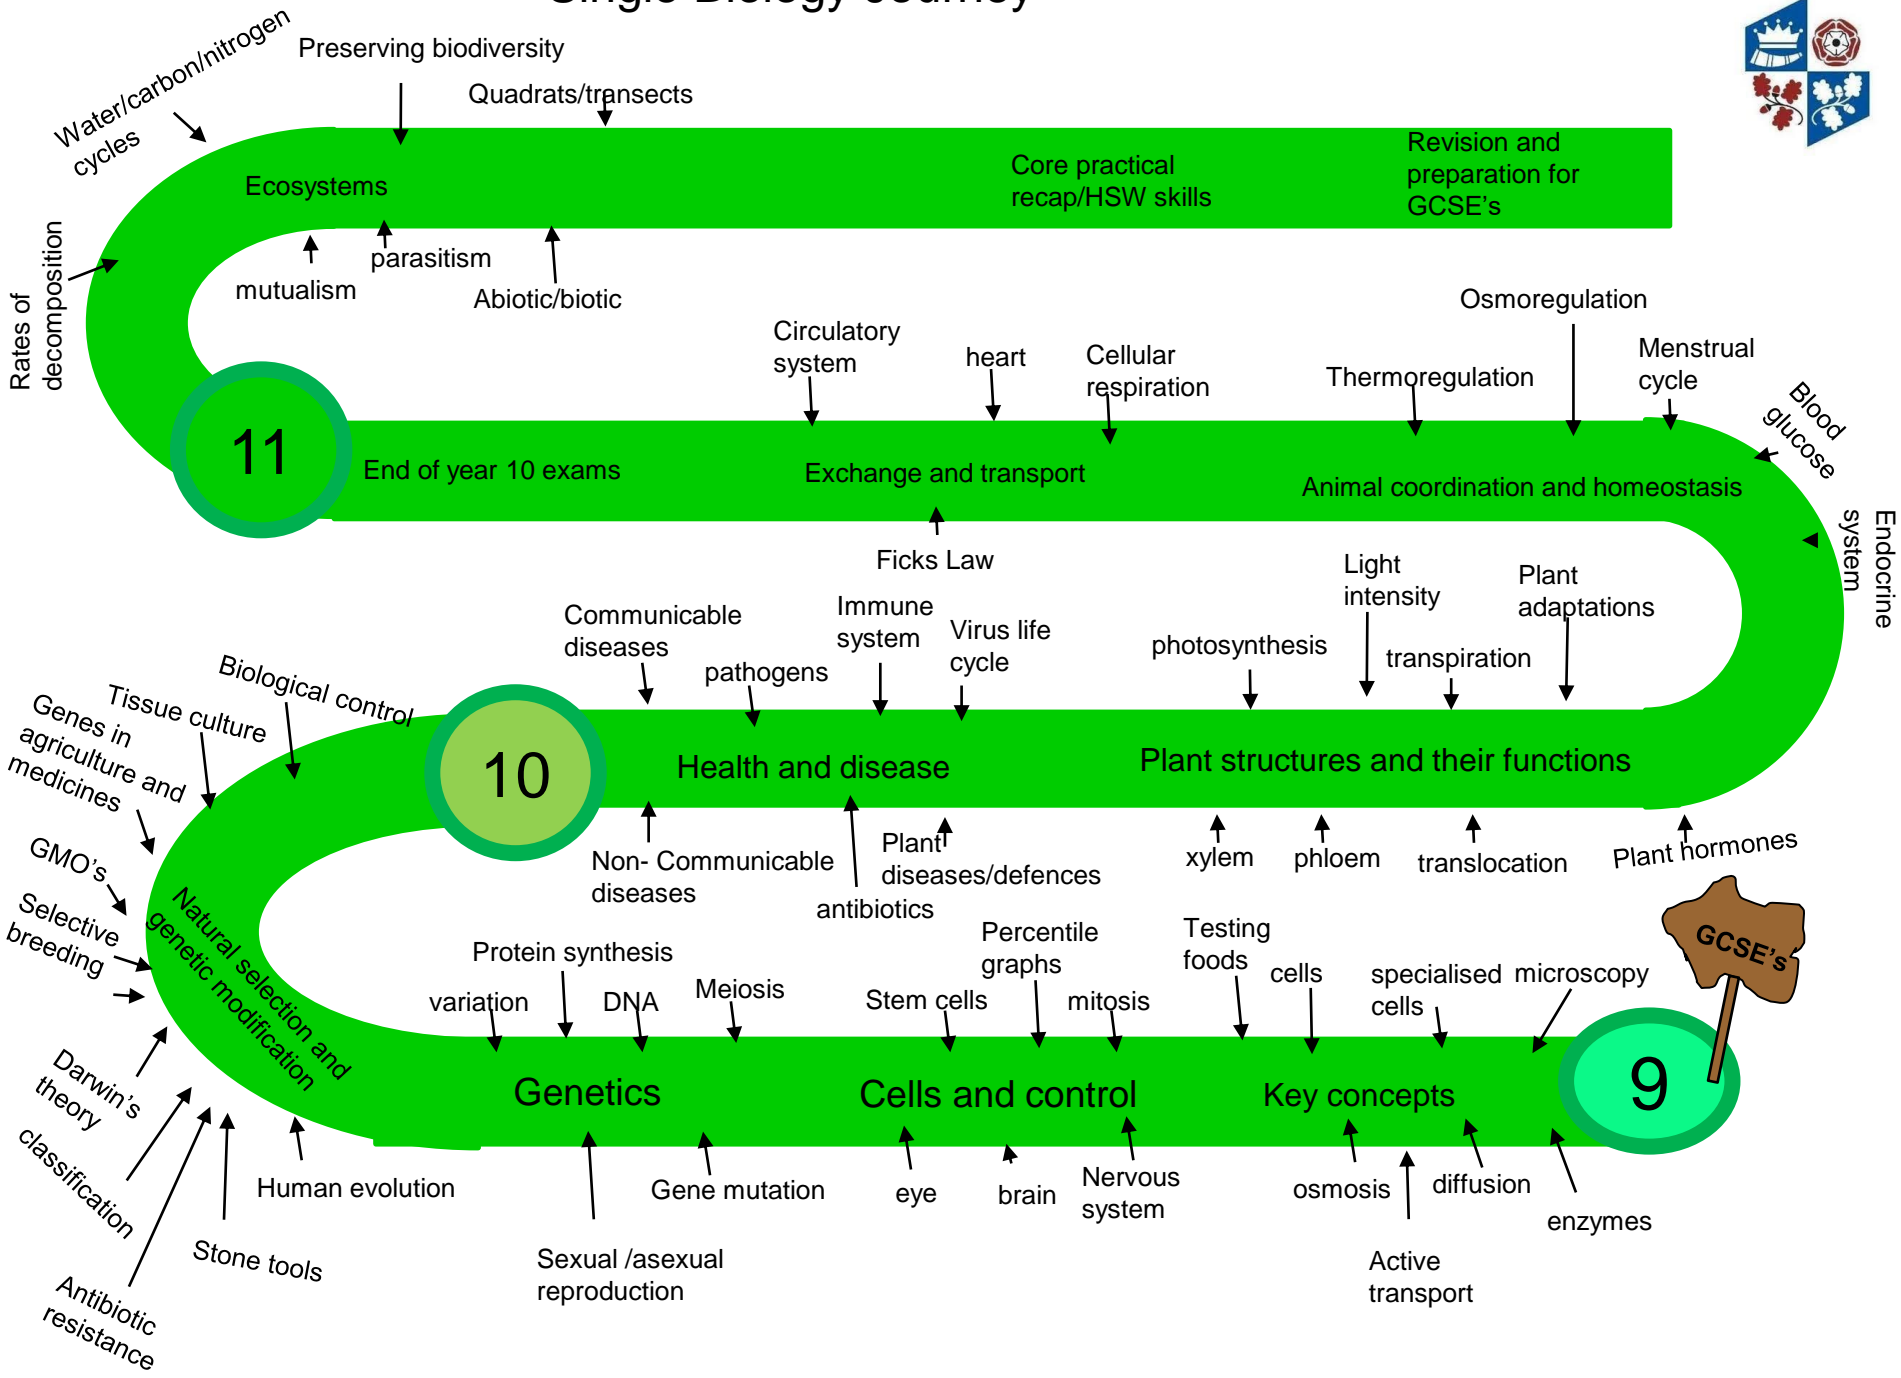 Single Biology Journey
Water/carbon/nitrogen
cycles
Preserving biodiversity
Quadrats/transects
Ecosystems
Core practical
recap/HSW skills
Revision and
preparation for
GCSE's
Rates of
decomposition
mutualism
parasitism
Abiotic/biotic
Circulatory
system
heart
Cellular
respiration
Thermoregulation
Osmoregulation
Menstrual
cycle
Blood
glucose
Endocrine
system
11
End of year 10 exams
Exchange and transport
Animal coordination and homeostasis
Ficks Law
Communicable
diseases
pathogens
Immune
system
Virus life
cycle
photosynthesis
Light
intensity
transpiration
Plant
adaptations
Biological control
Tissue culture
Genes in
agriculture and
medicines
GMO's
Selective
breeding
10
Health and disease
Plant structures and their functions
Non- Communicable
diseases
antibiotics
Plant
diseases/defences
xylem
phloem
translocation
Plant hormones
Natural selection and
genetic modification
Darwin's
theory
classification
Antibiotic
resistance
Stone tools
Human evolution
variation
Protein synthesis
DNA
Meiosis
Stem cells
Percentile
graphs
mitosis
Testing
foods
cells
specialised
cells
microscopy
GCSE's
Genetics
Cells and control
Key concepts
9
Sexual /asexual
reproduction
Gene mutation
eye
brain
Nervous
system
osmosis
Active
transport
diffusion
enzymes